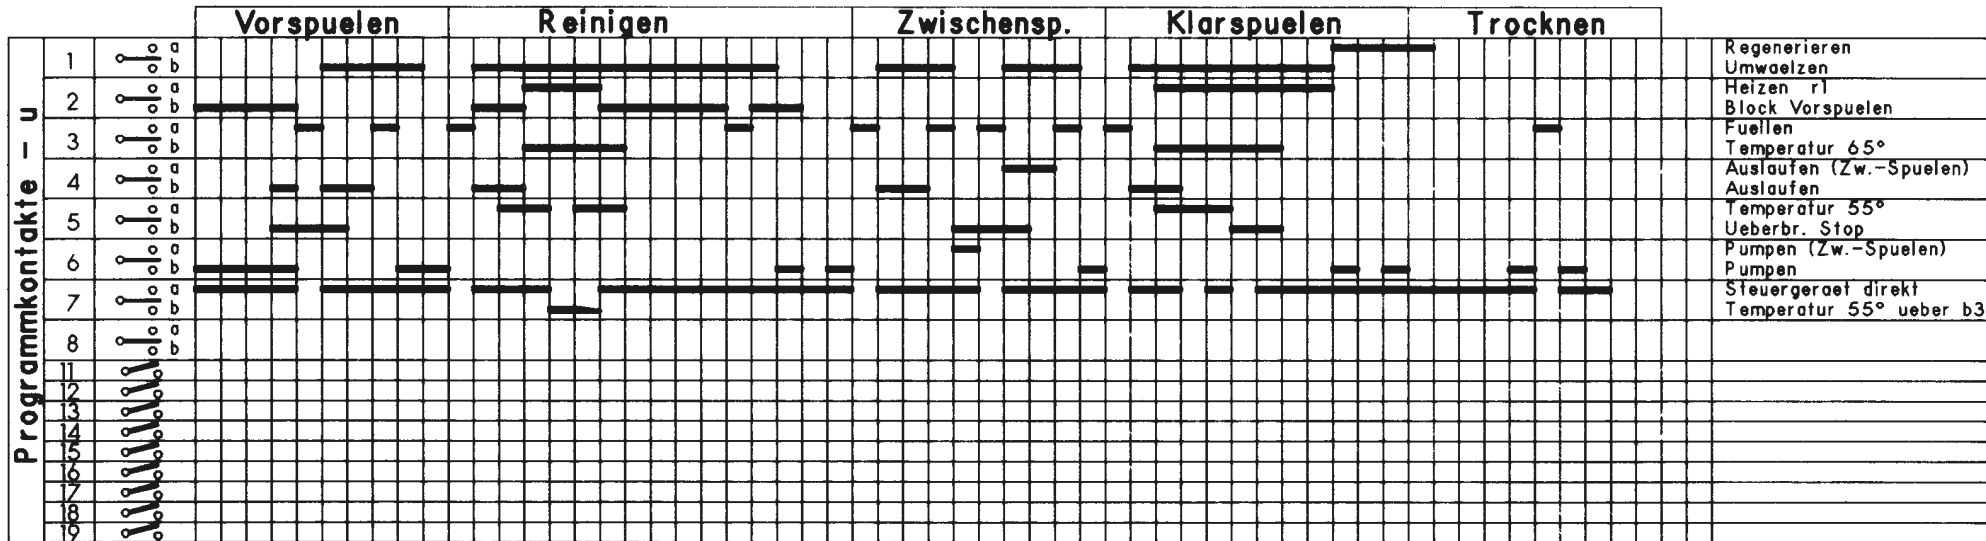 Vorspuelen Reinigen Zwischensp. Klarspuelen Trocknen
Programmkontakte - u
1 a Regenerieren
b Umwaelzen
2 a Heizen r1
b Block Vorspuelen
3 a Fuellen
b Temperatur 65°
4 a Auslaufen (Zw.-Spuelen)
b Auslaufen
5 a Temperatur 55°
b Ueberbr. Stop
6 a Pumpen (Zw.-Spuelen)
b Pumpen
7 a Steuergeraet direkt
b Temperatur 55° ueber b3
8 a
b
11
12
13
14
15
16
17
18
19